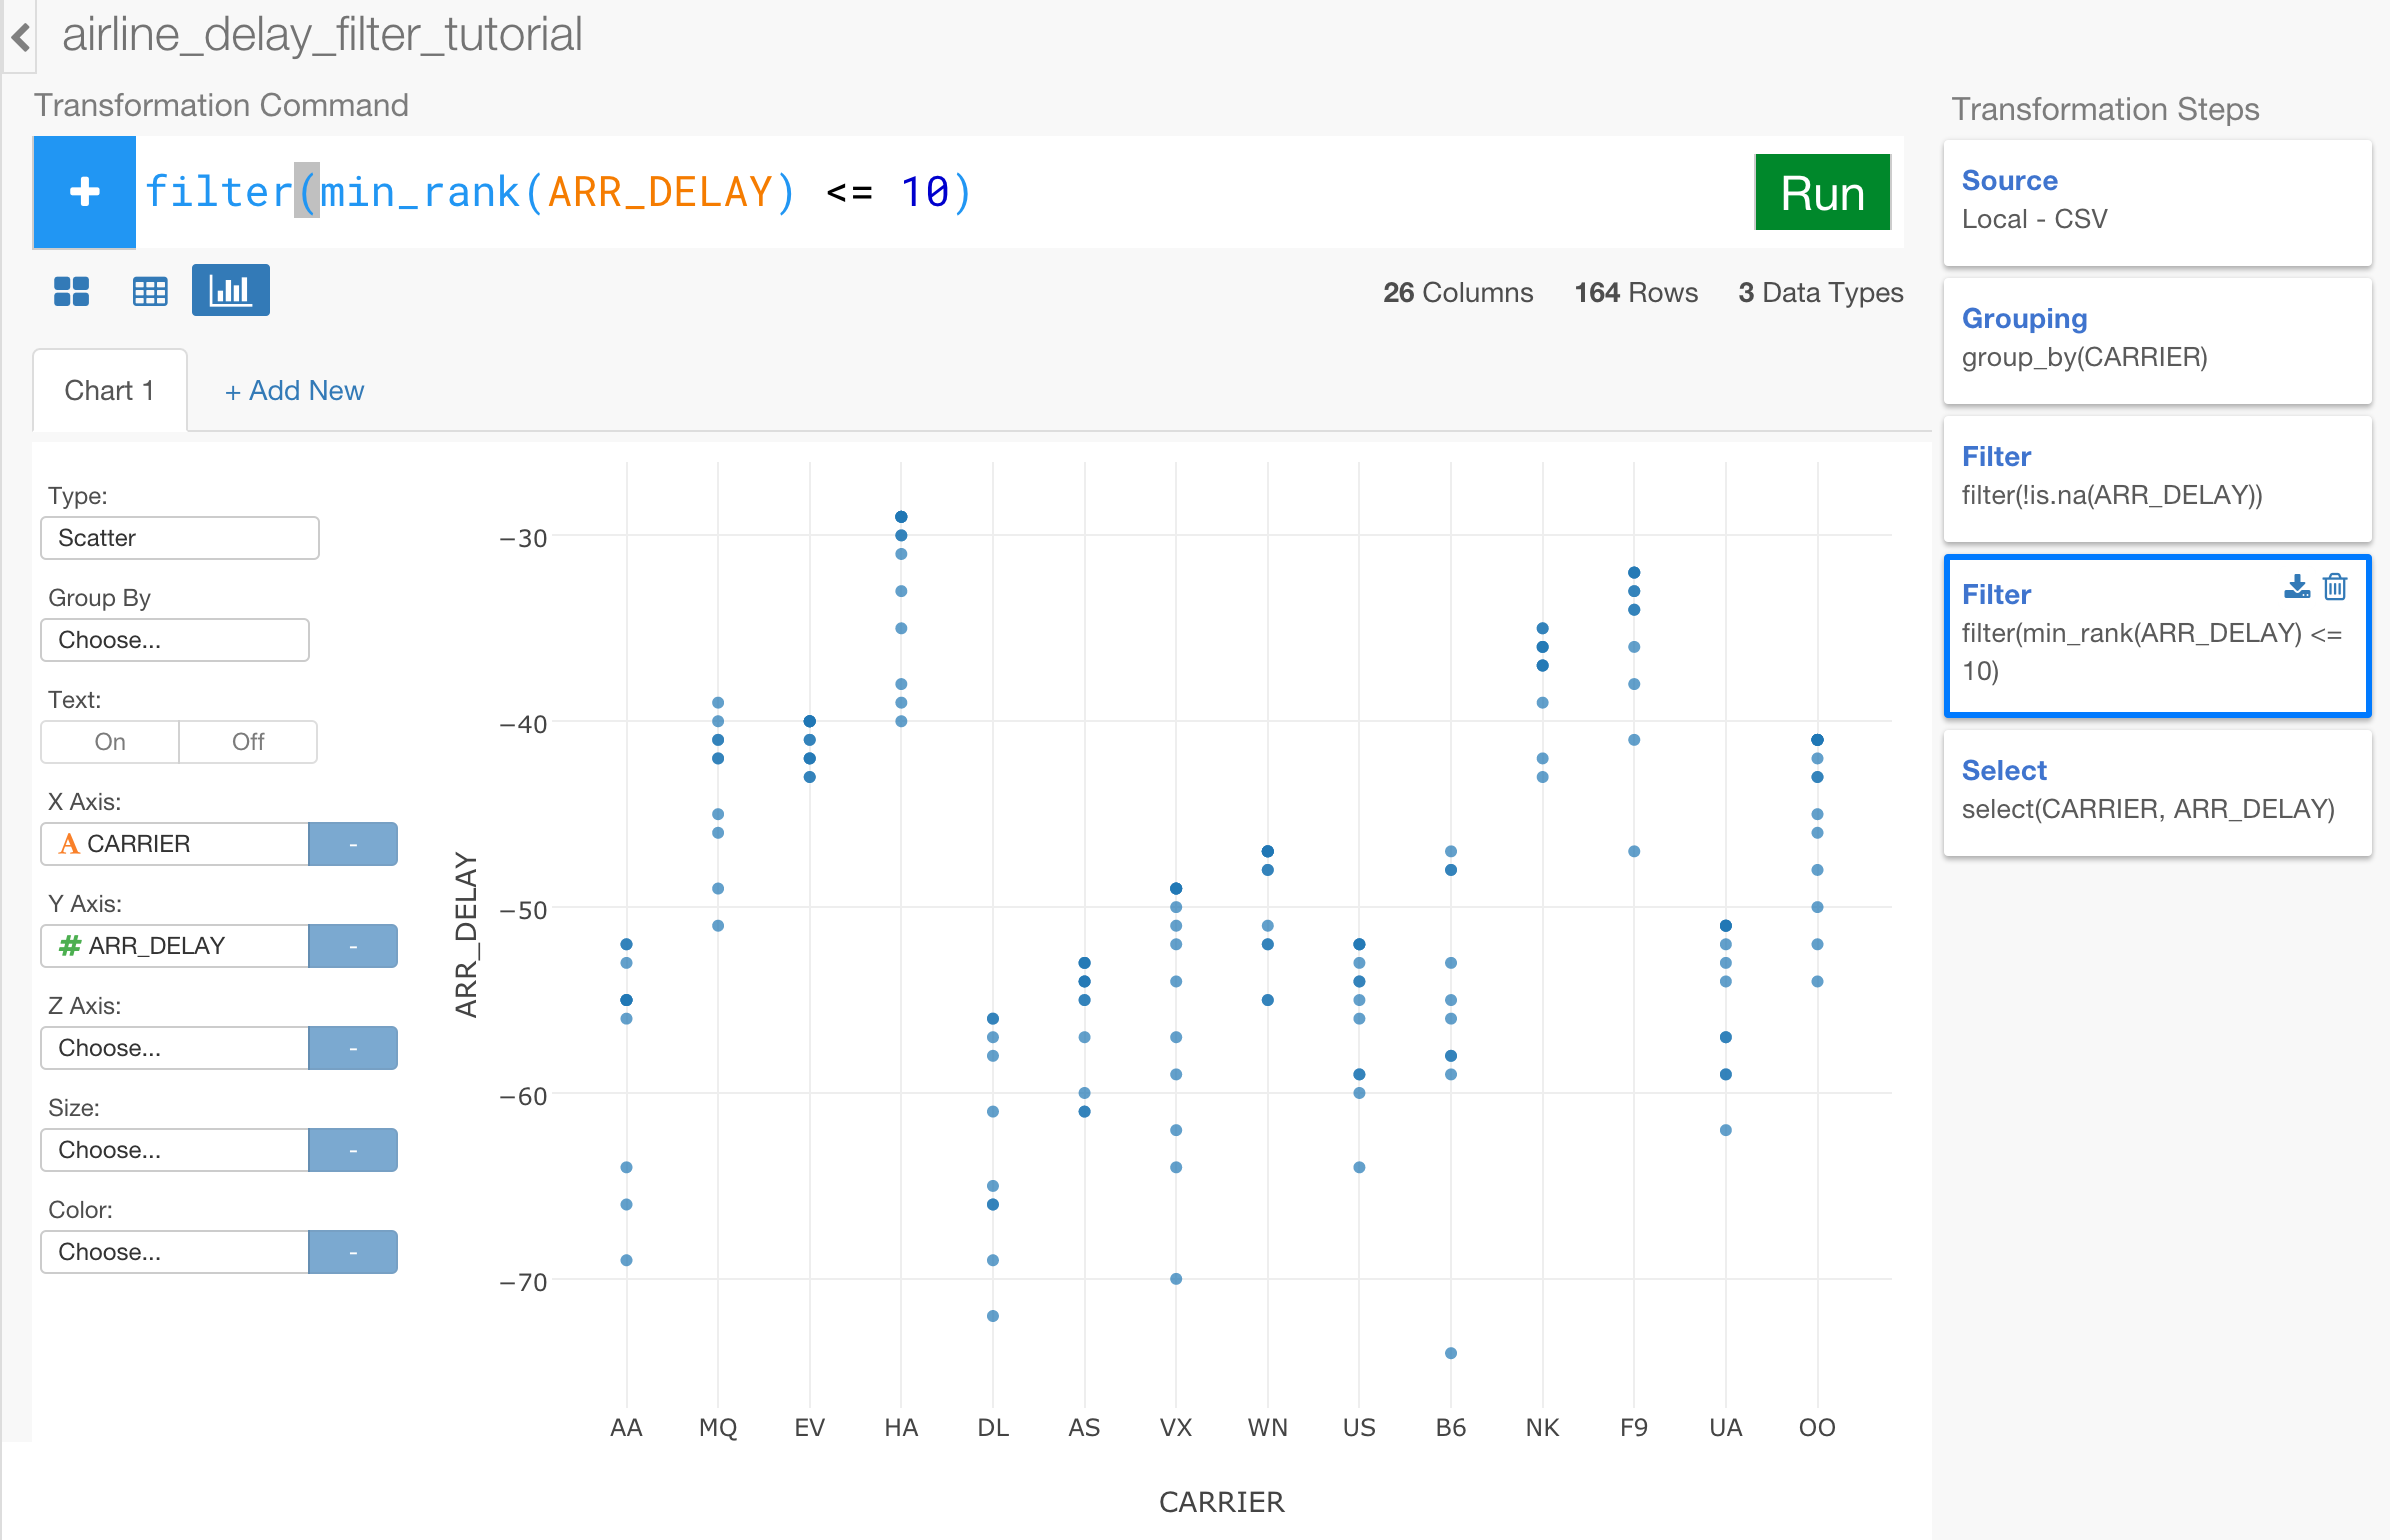 airline_delay_filter_tutorial
Transformation Command
+ filter(min_rank(ARR_DELAY) <= 10)
Run
26 Columns 164 Rows 3 Data Types
Chart 1
+ Add New
Type:
Scatter
Group By
Choose...
Text:
On Off
X Axis:
A CARRIER -
Y Axis:
# ARR_DELAY -
Z Axis:
Choose... -
Size:
Choose... -
Color:
Choose... -
ARR_DELAY
−30
−40
−50
−60
−70
AA MQ EV HA DL AS VX WN US B6 NK F9 UA OO
CARRIER
Transformation Steps
Source
Local - CSV
Grouping
group_by(CARRIER)
Filter
filter(!is.na(ARR_DELAY))
Filter
filter(min_rank(ARR_DELAY) <=
10)
Select
select(CARRIER, ARR_DELAY)